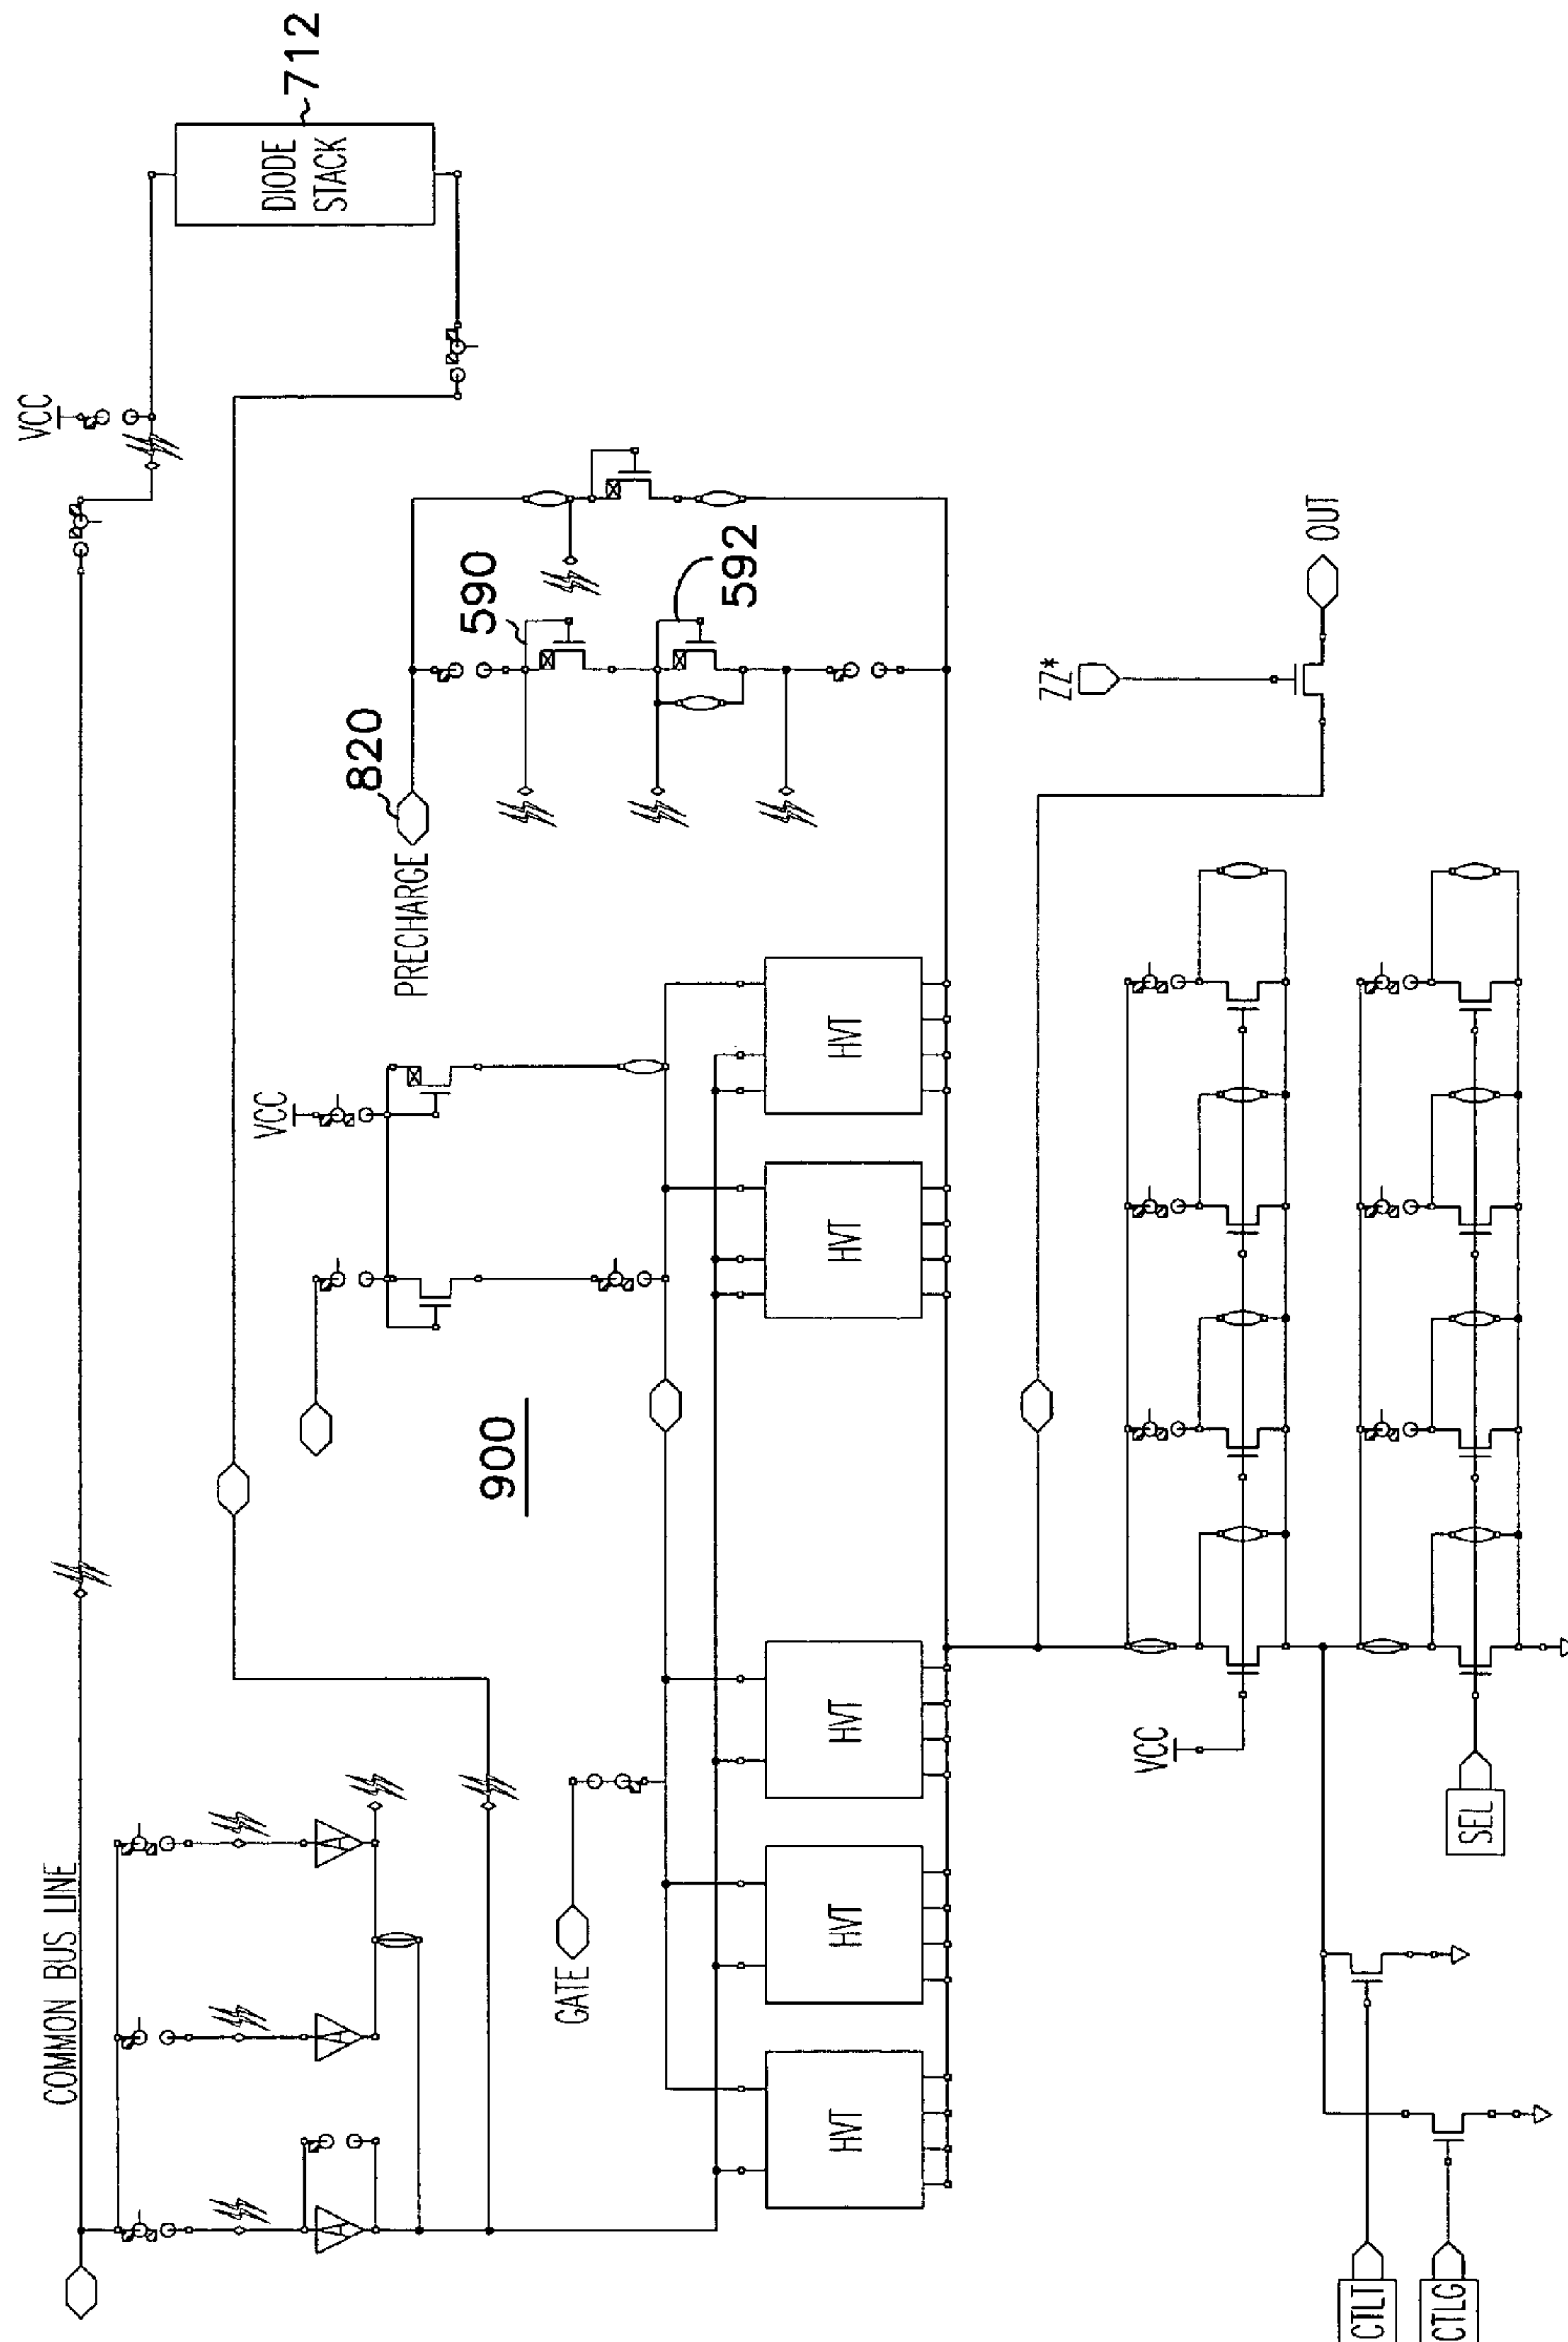 COMMON BUS LINE
VCC
DIODE
STACK
712
VCC
820
PRECHARGE
590
900
GATE
592
HVT
HVT
HVT
HVT
HVT
ZZ*
VCC
OUT
CTLT
CTLG
SEL